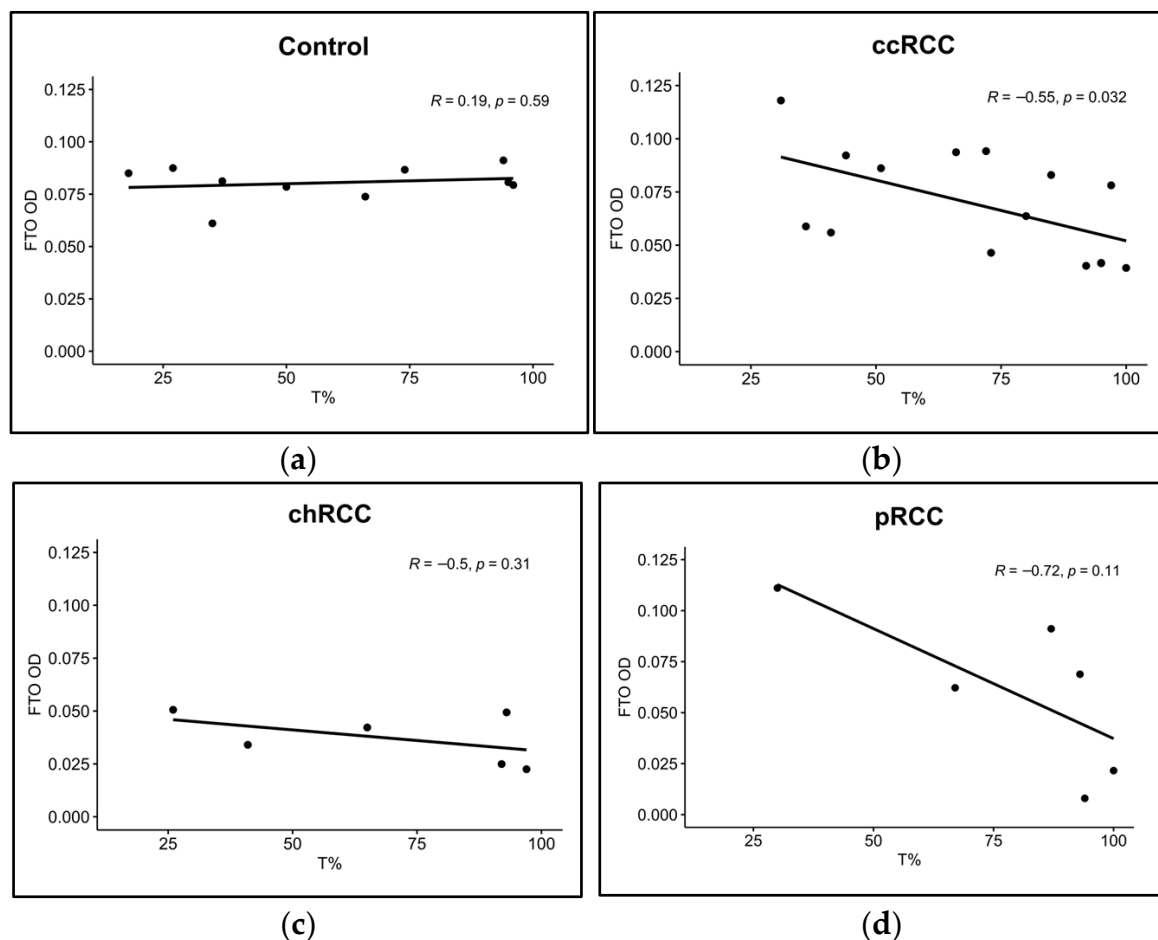 Control
R = 0.19, p = 0.59
0.125
0.100
0.075
0.050
0.025
0.000
FTO OD
25 50 75 100
T%
(a)
ccRCC
R = −0.55, p = 0.032
0.125
0.100
0.075
0.050
0.025
0.000
FTO OD
25 50 75 100
T%
(b)
chRCC
R = −0.5, p = 0.31
0.125
0.100
0.075
0.050
0.025
0.000
FTO OD
25 50 75 100
T%
(c)
pRCC
R = −0.72, p = 0.11
0.125
0.100
0.075
0.050
0.025
0.000
FTO OD
25 50 75 100
T%
(d)